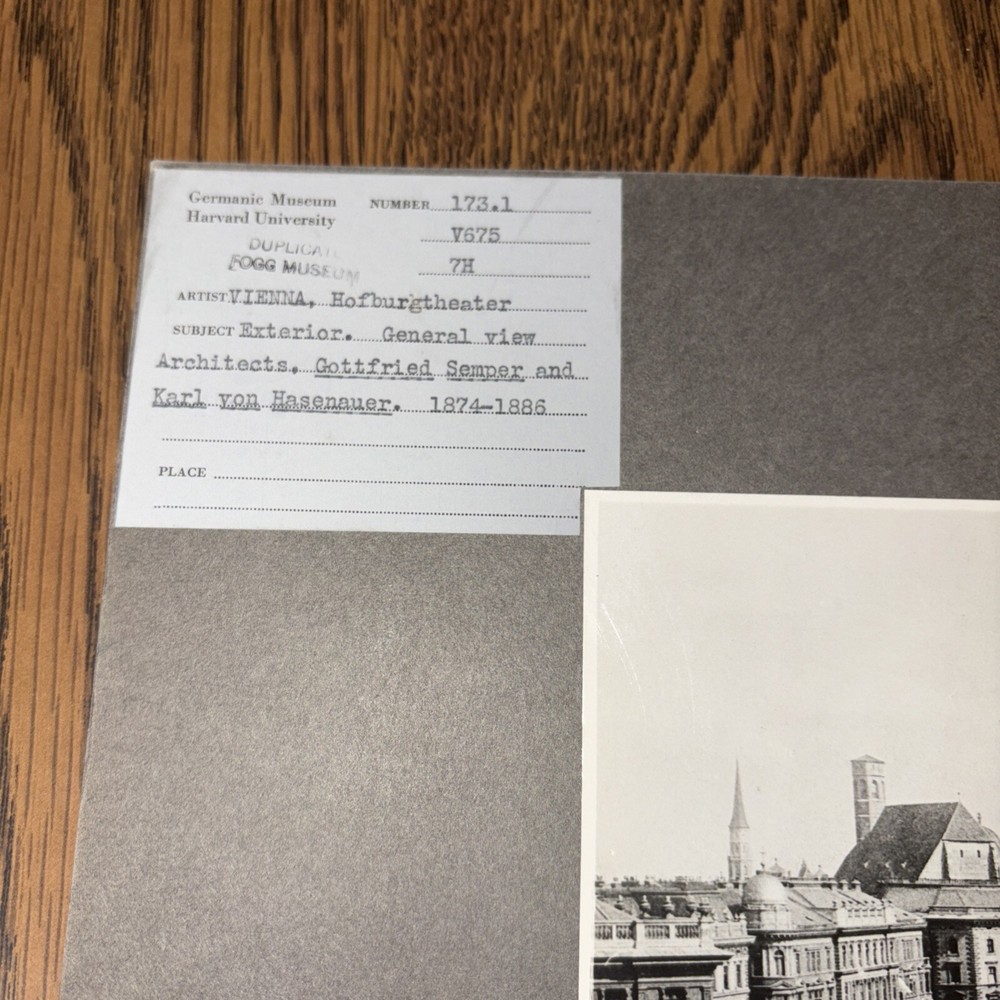 Germanic Museum
Harvard University
NUMBER 173.1
V675
7H
DUPLICAT
FOGG MUSEUM
ARTIST VIENNA, Hofburgtheater
SUBJECT Exterior. General view
Architects. Gottfried Semper and
Karl von Hasenauer. 1874-1886
PLACE